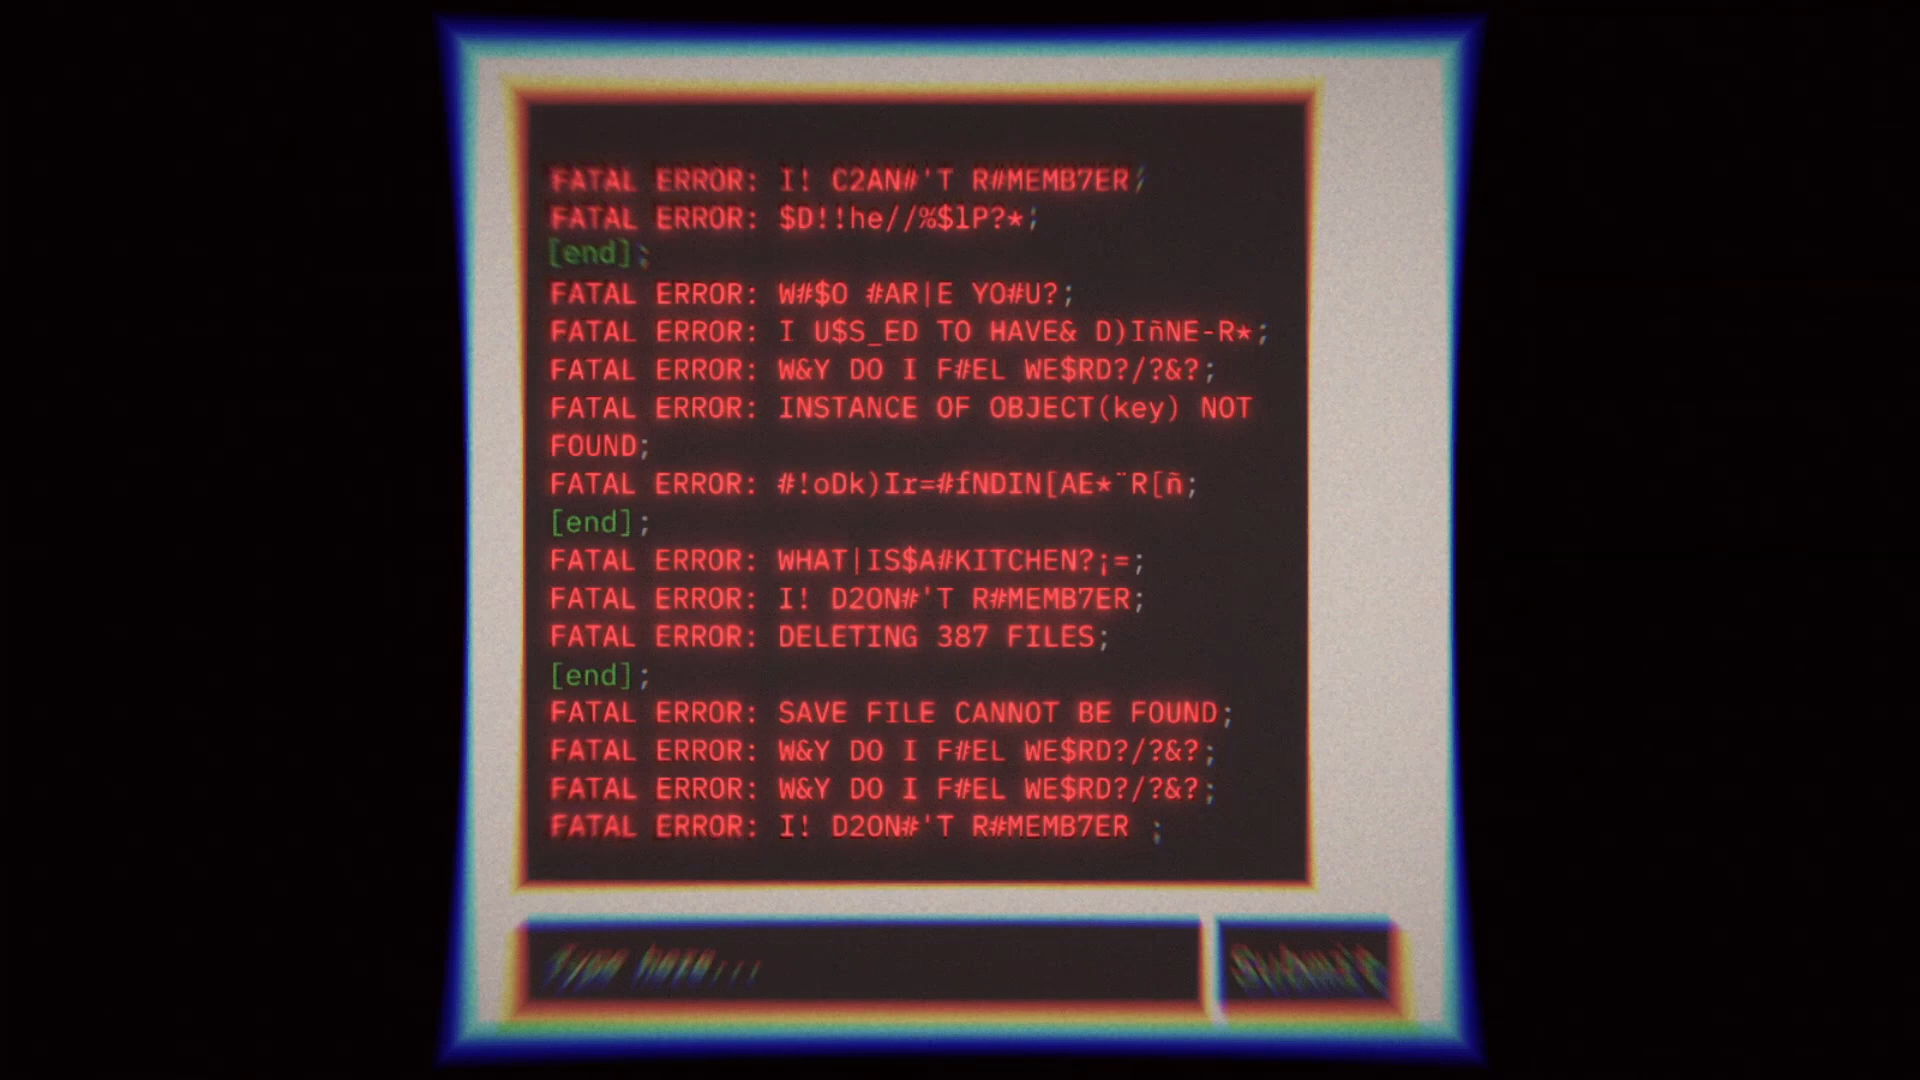 FATAL ERROR: I! C2AN#'T R#MEMB7ER;
FATAL ERROR: $D!!he//%$lP?*;
[end];
FATAL ERROR: W#$O #AR|E YO#U?;
FATAL ERROR: I U$S_ED TO HAVE& D)IñNE-R*;
FATAL ERROR: W&Y DO I F#EL WE$RD?/?&?;
FATAL ERROR: INSTANCE OF OBJECT(key) NOT
FOUND;
FATAL ERROR: #!oDk)Ir=#fNDIN[AE*¨R[ñ;
[end];
FATAL ERROR: WHAT|IS$A#KITCHEN?¡=;
FATAL ERROR: I! D2ON#'T R#MEMB7ER;
FATAL ERROR: DELETING 387 FILES;
[end];
FATAL ERROR: SAVE FILE CANNOT BE FOUND;
FATAL ERROR: W&Y DO I F#EL WE$RD?/?&?;
FATAL ERROR: W&Y DO I F#EL WE$RD?/?&?;
FATAL ERROR: I! D2ON#'T R#MEMB7ER ;
Type here...
Submit